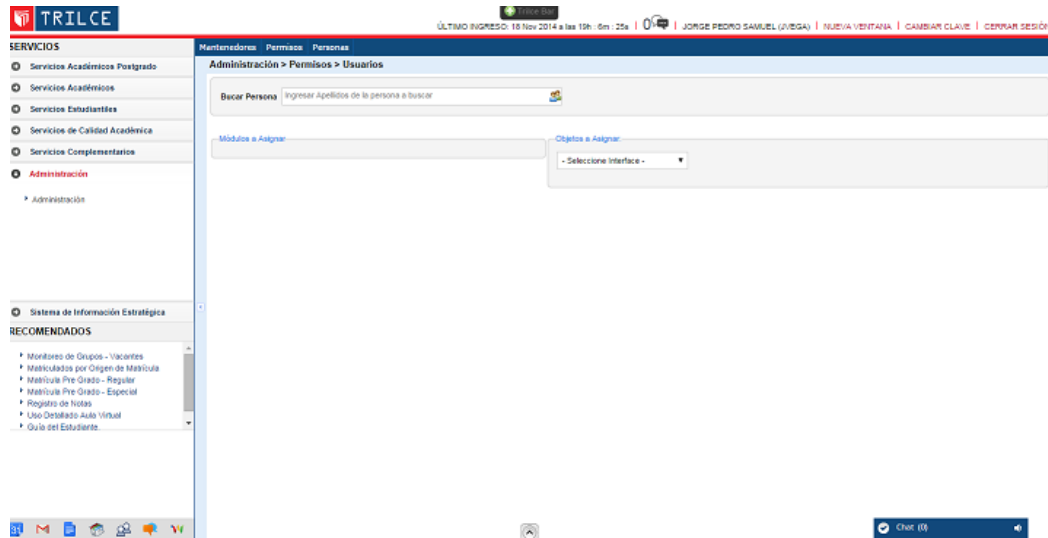 TRILCE
Trilce Bar
ÚLTIMO INGRESO: 18 Nov 2014 a las 19h : 6m : 25s | 0 | JORGE PEDRO SAMUEL (JVEGA) | NUEVA VENTANA | CAMBIAR CLAVE | CERRAR SESIÓN
SERVICIOS
Servicios Académicos Postgrado
Servicios Académicos
Servicios Estudiantiles
Servicios de Calidad Académica
Servicios Complementarios
Administración
Administración
Sistema de Información Estratégica
RECOMENDADOS
Monitoreo de Grupos - Vacantes
Matriculados por Origen de Matrícula
Matrícula Pre Grado - Regular
Matrícula Pre Grado - Especial
Registro de Notas
Uso Detallado Aula Virtual
Guía del Estudiante.
31
Mantenedores Permisos Personas
Administración > Permisos > Usuarios
Bucar Persona Ingresar Apellidos de la persona a buscar
Módulos a Asignar
Objetos a Asignar.
- Seleccione Interface -
Chat (0)